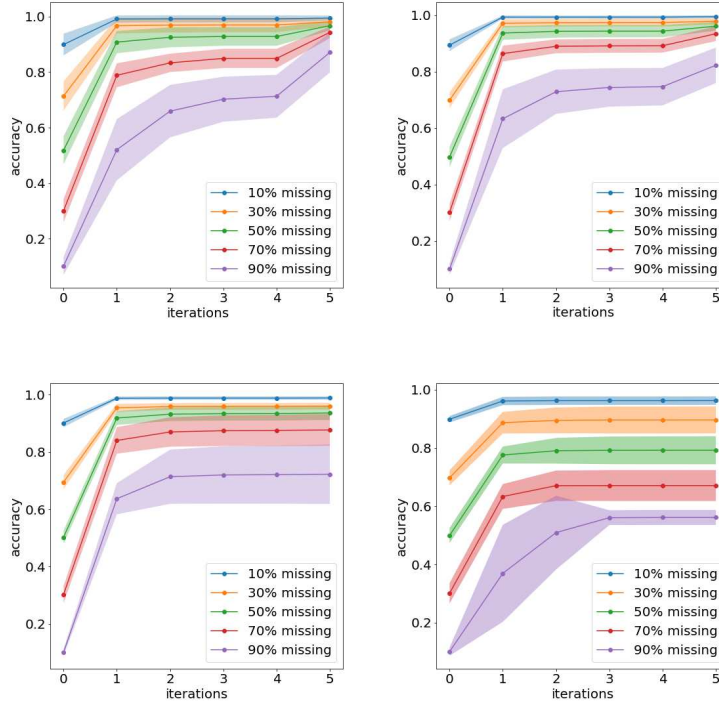 1.0
0.8
0.6
0.4
0.2
accuracy
10% missing
30% missing
50% missing
70% missing
90% missing
0 1 2 3 4 5
iterations
1.0
0.8
0.6
0.4
0.2
accuracy
10% missing
30% missing
50% missing
70% missing
90% missing
0 1 2 3 4 5
iterations
1.0
0.8
0.6
0.4
0.2
accuracy
10% missing
30% missing
50% missing
70% missing
90% missing
0 1 2 3 4 5
iterations
1.0
0.8
0.6
0.4
0.2
accuracy
10% missing
30% missing
50% missing
70% missing
90% missing
0 1 2 3 4 5
iterations